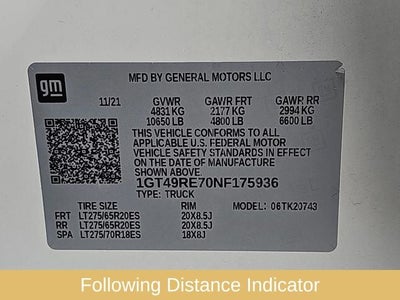 gm
MFD BY GENERAL MOTORS LLC
11/21 GVWR GAWR FRT GAWR RR
4831 KG 2177 KG 2994 KG
10650 LB 4800 LB 6600 LB
THIS VEHICLE CONFORMS TO ALL
APPLICABLE U.S. FEDERAL MOTOR
VEHICLE SAFETY STANDARDS IN
EFFECT ON THE DATE OF MANUFACTURE
SHOWN ABOVE.
1GT49RE70NF175936
TYPE: TRUCK
TIRE SIZE RIM MODEL: 06TK20743
FRT LT275/65R20ES 20X8.5J
RR LT275/65R20ES 20X8.5J
SPA LT275/70R18ES 18X8J
Following Distance Indicator